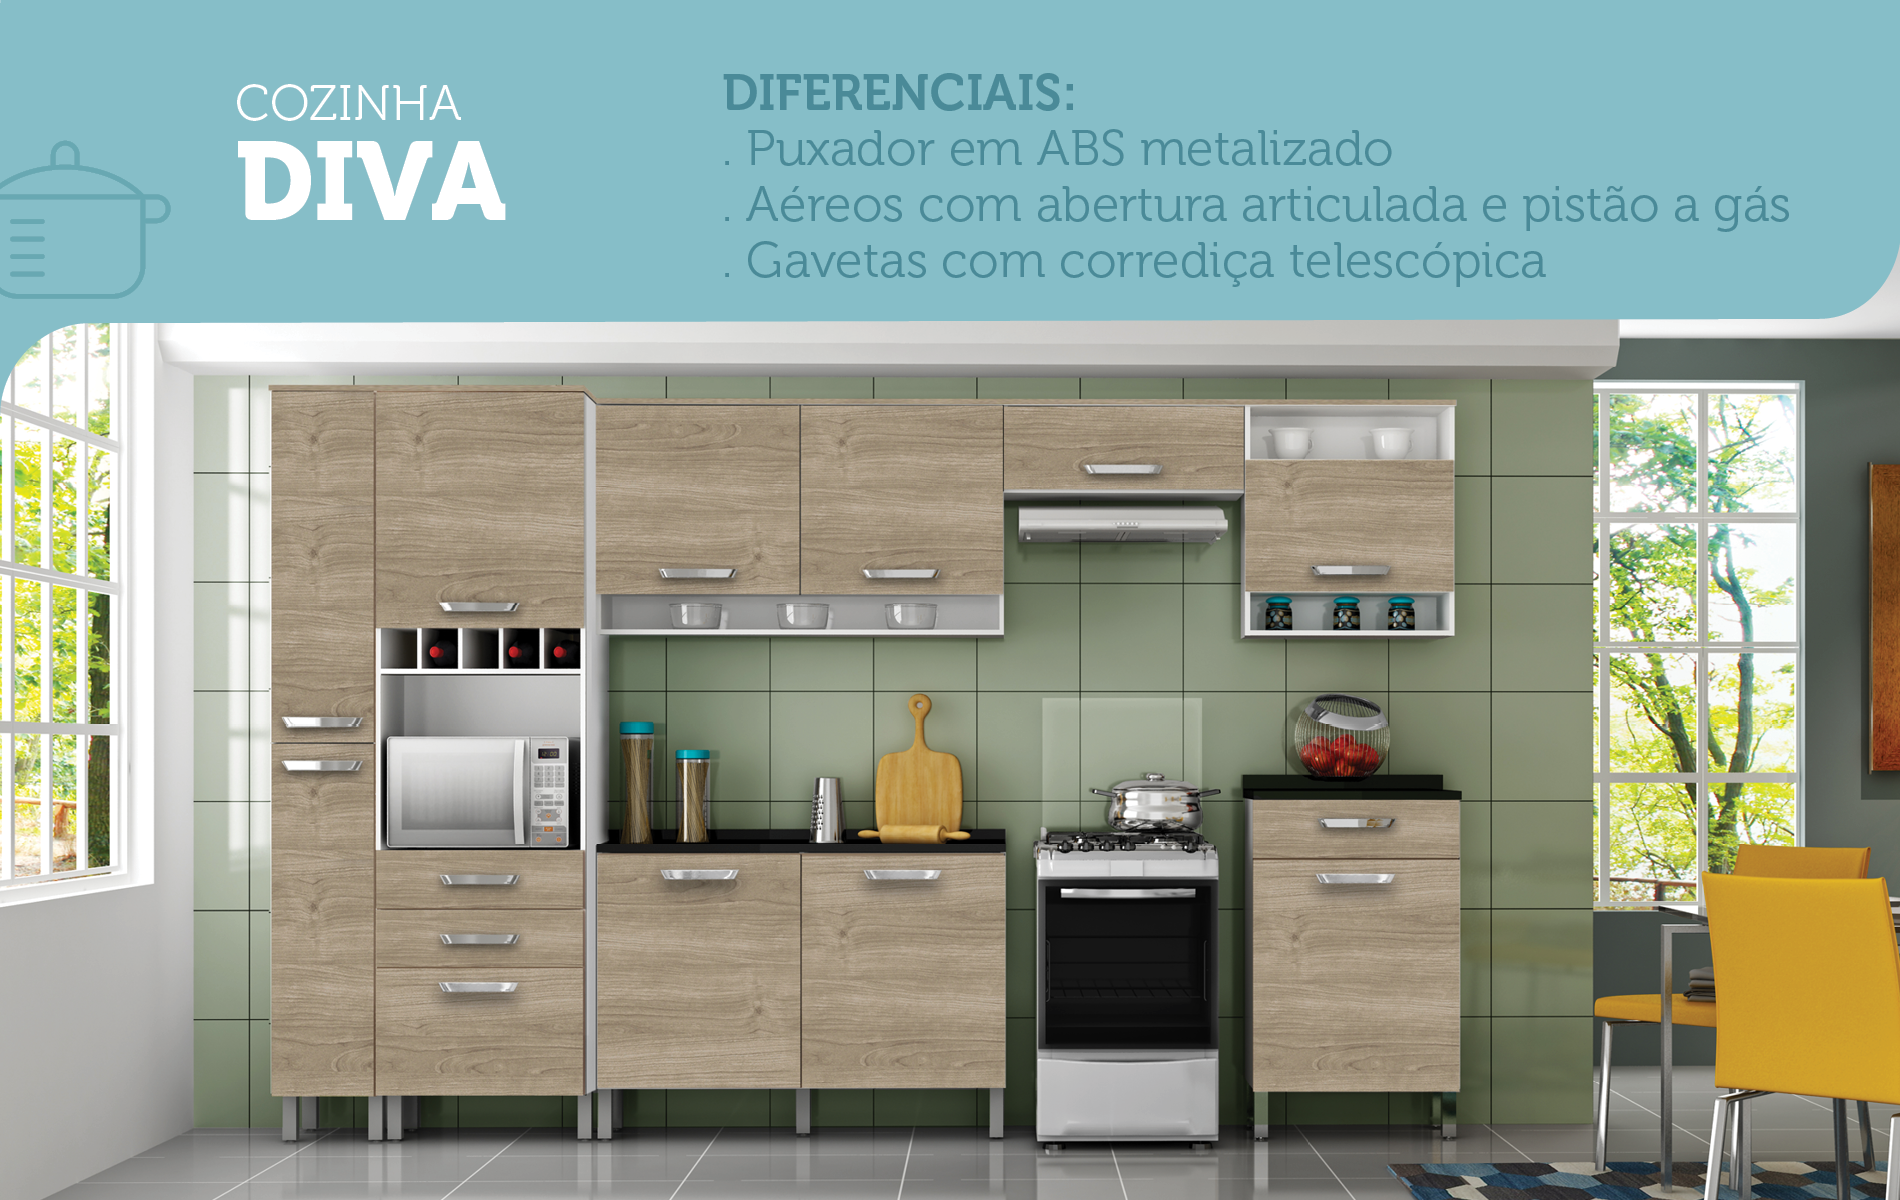 COZINHA
DIVA
DIFERENCIAIS:
. Puxador em ABS metalizado
. Aéreos com abertura articulada e pistão a gás
. Gavetas com corrediça telescópica